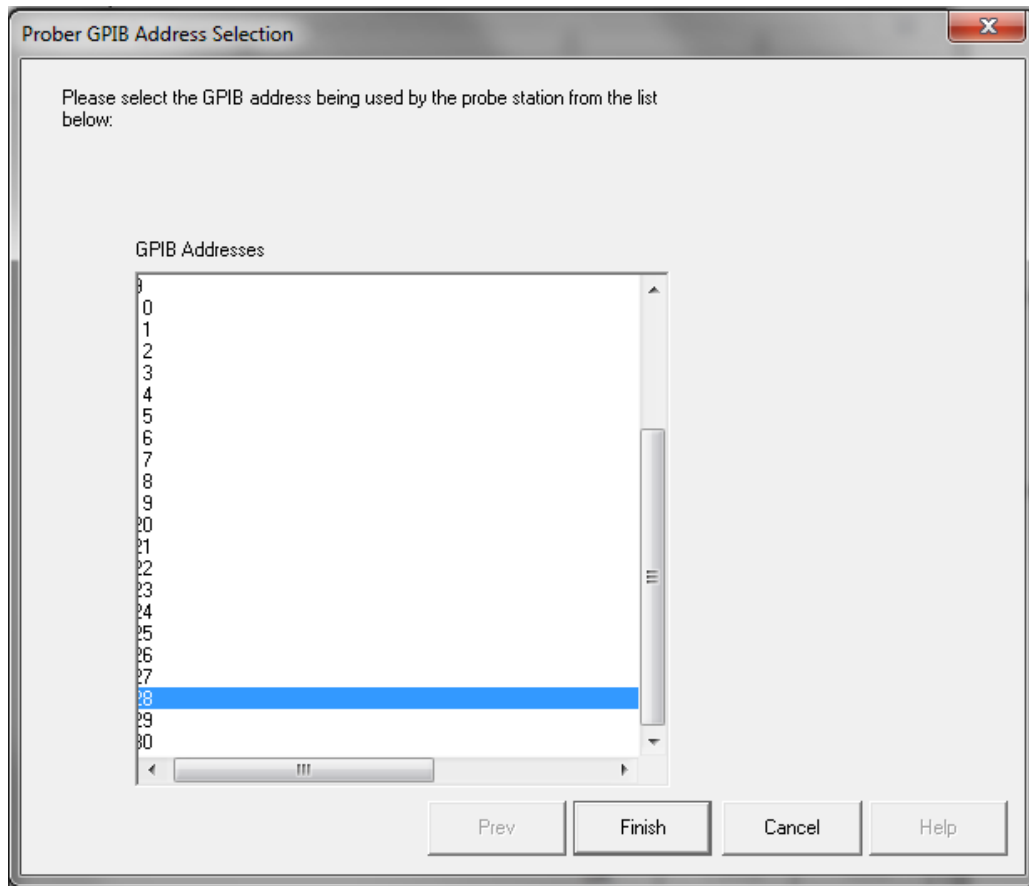 Prober GPIB Address Selection
Please select the GPIB address being used by the probe station from the list
below:
GPIB Addresses
9
0
1
2
3
4
5
6
7
8
9
20
21
22
23
24
25
26
27
28
29
30
Prev
Finish
Cancel
Help